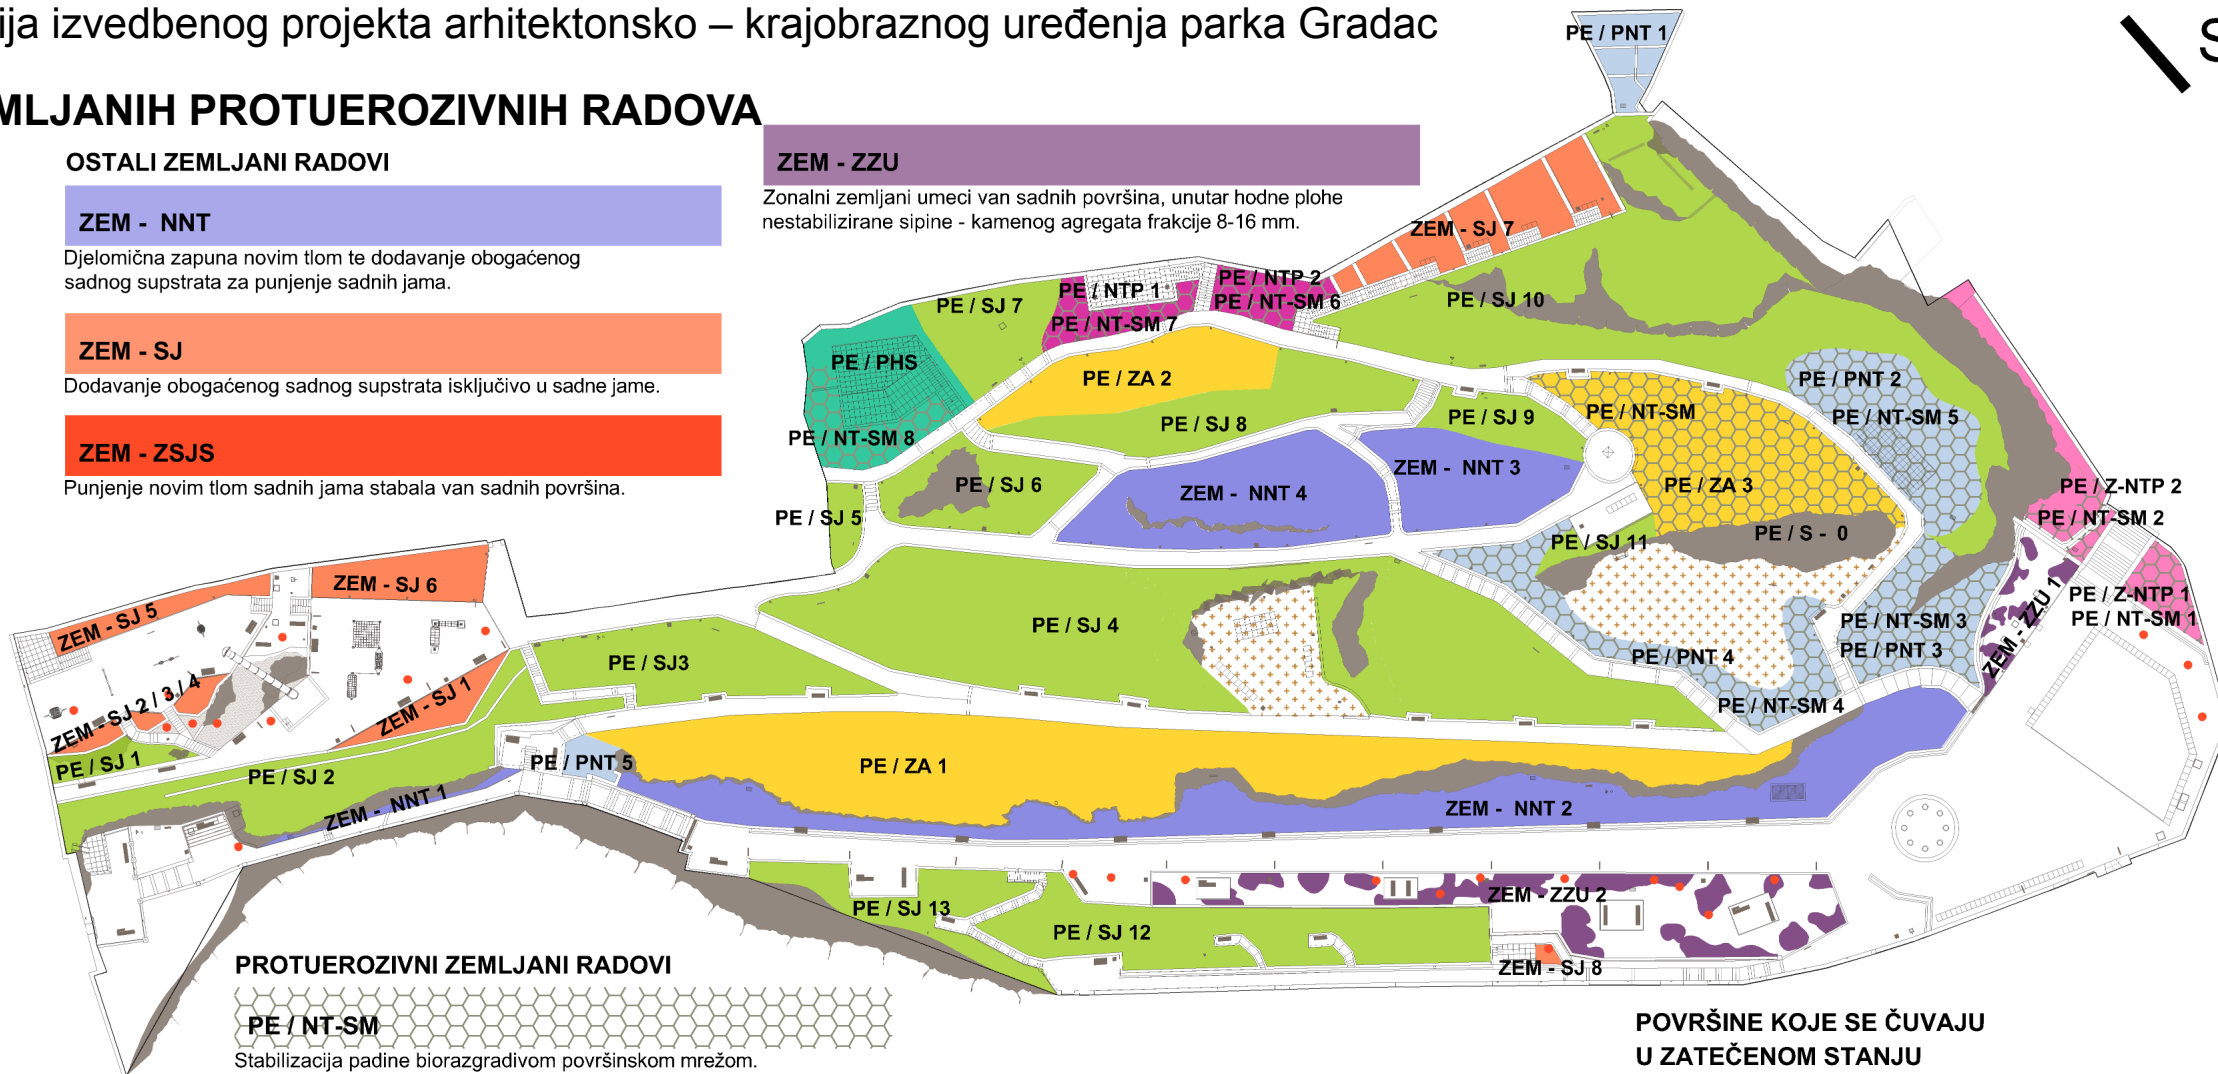 ija izvedbenog projekta arhitektonsko – krajobraznog uređenja parka Gradac
S
MLJANIH PROTUEROZIVNIH RADOVA
OSTALI ZEMLJANI RADOVI
ZEM - NNT
Djelomična zapuna novim tlom te dodavanje obogaćenog
sadnog supstrata za punjenje sadnih jama.
ZEM - SJ
Dodavanje obogaćenog sadnog supstrata isključivo u sadne jame.
ZEM - ZSJS
Punjenje novim tlom sadnih jama stabala van sadnih površina.
ZEM - ZZU
Zonalni zemljani umeci van sadnih površina, unutar hodne plohe
nestabilizirane sipine - kamenog agregata frakcije 8-16 mm.
PE / PNT 1
ZEM - SJ 7
PE / NTP 2
PE / NT-SM 6
PE / NTP 1
PE / NT-SM 7
PE / SJ 7
PE / SJ 10
PE / PHS
PE / NT-SM 8
PE / ZA 2
PE / SJ 8
PE / SJ 9
PE / NT-SM
PE / ZA 3
PE / PNT 2
PE / NT-SM 5
PE / SJ 6
PE / SJ 5
ZEM - NNT 4
ZEM - NNT 3
PE / SJ 11
PE / S - 0
PE / Z-NTP 2
PE / NT-SM 2
PE / Z-NTP 1
PE / NT-SM 1
ZEM - ZZU 1
PE / NT-SM 3
PE / PNT 3
PE / PNT 4
PE / NT-SM 4
PE / SJ 4
PE / SJ3
ZEM - SJ 5
ZEM - SJ 6
ZEM - SJ 2 / 3 / 4
ZEM - SJ 1
PE / SJ 1
PE / SJ 2
ZEM - NNT 1
PE / PNT 5
PE / ZA 1
ZEM - NNT 2
PE / SJ 13
PE / SJ 12
ZEM - ZZU 2
ZEM - SJ 8
PROTUEROZIVNI ZEMLJANI RADOVI
PE / NT-SM
Stabilizacija padine biorazgradivom površinskom mrežom.
POVRŠINE KOJE SE ČUVAJU
U ZATEČENOM STANJU